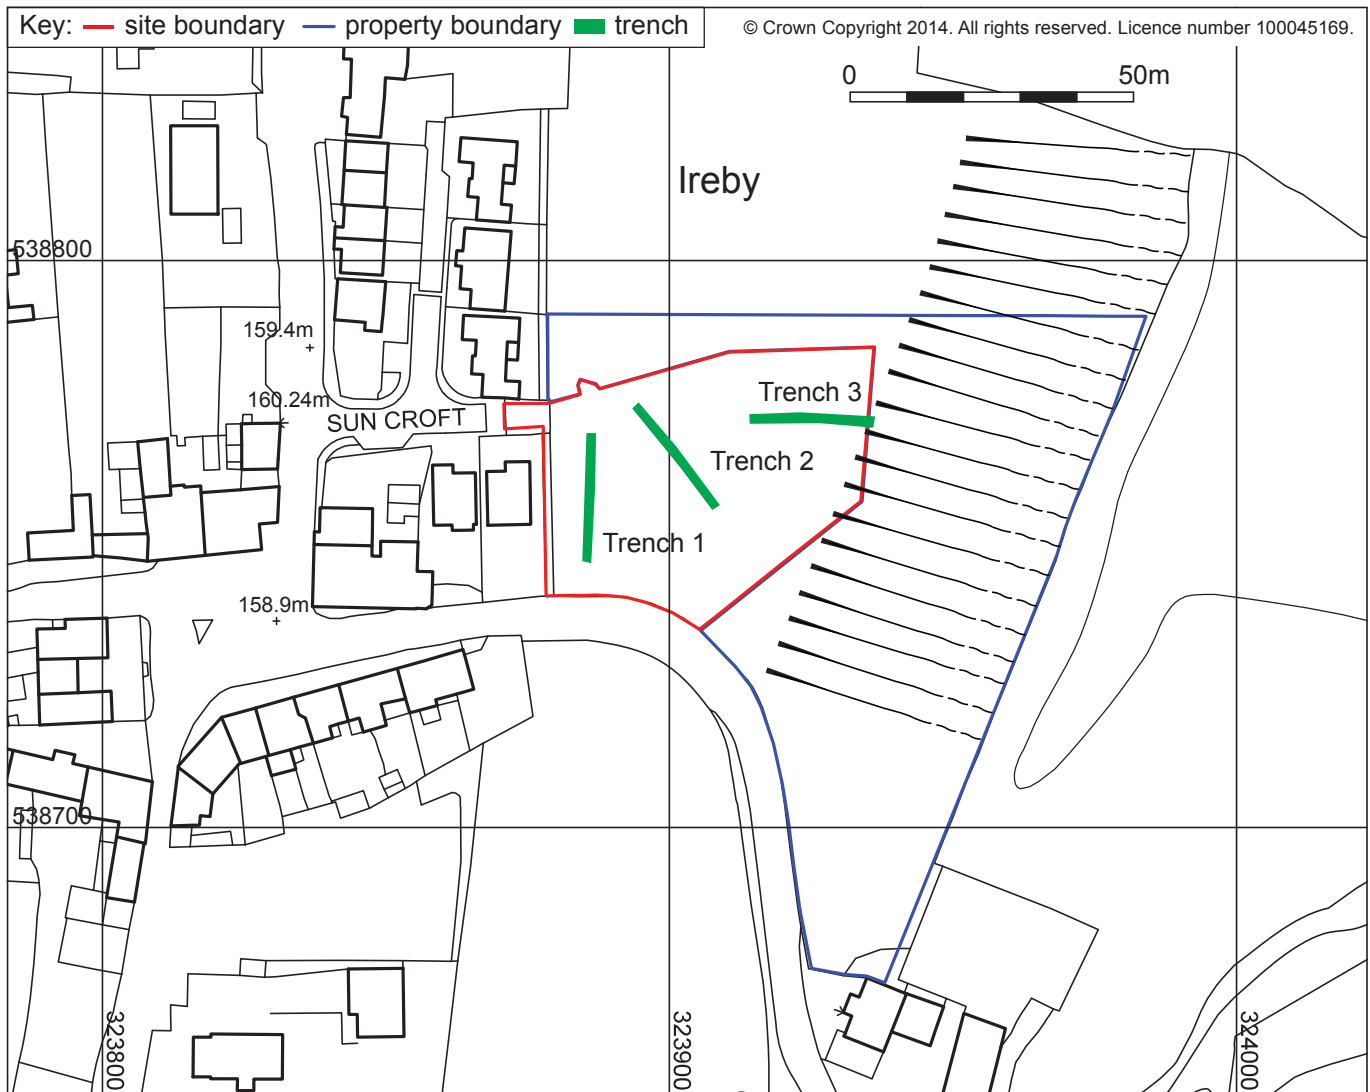 Key: site boundary property boundary trench
© Crown Copyright 2014. All rights reserved. Licence number 100045169.
0 50m
Ireby
538800
159.4m
160.24m
SUN CROFT
Trench 3
Trench 2
Trench 1
158.9m
538700
323800
323900
324000